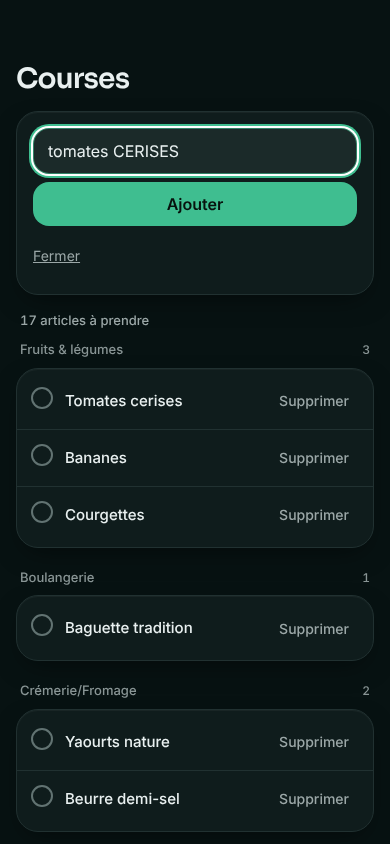 Courses
tomates CERISES
Ajouter
Fermer
17 articles à prendre
Fruits & légumes 3
Tomates cerises Supprimer
Bananes Supprimer
Courgettes Supprimer
Boulangerie 1
Baguette tradition Supprimer
Crémerie/Fromage 2
Yaourts nature Supprimer
Beurre demi-sel Supprimer